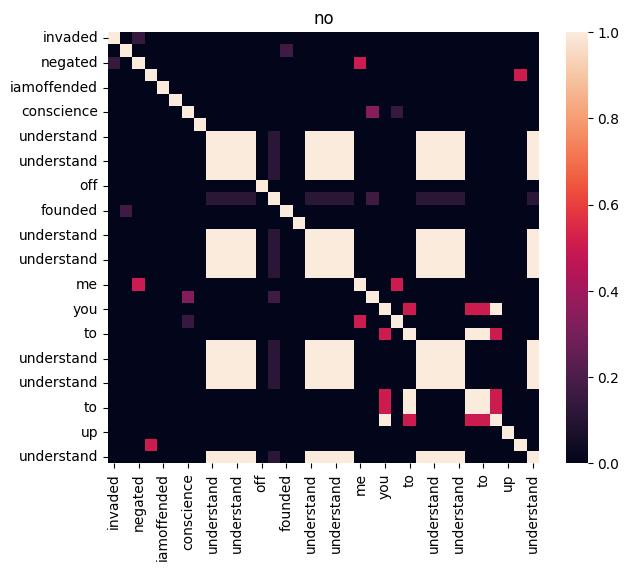 no
invaded
negated
iamoffended
conscience
understand
understand
off
founded
understand
understand
me
you
to
understand
understand
to
up
understand
invaded
negated
iamoffended
conscience
understand
understand
off
founded
understand
understand
me
you
to
understand
understand
to
up
understand
1.0
0.8
0.6
0.4
0.2
0.0